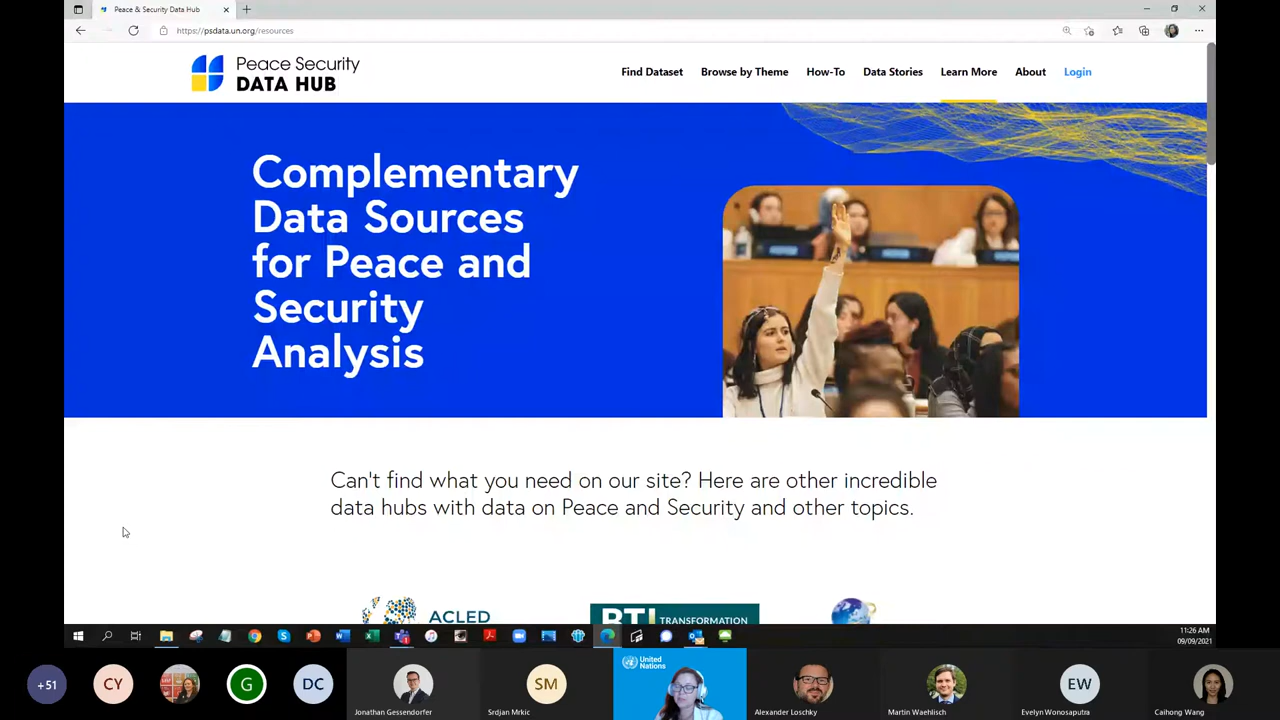 Peace & Security Data Hub
https://psdata.un.org/resources
Peace Security
DATA HUB
Find Dataset
Browse by Theme
How-To
Data Stories
Learn More
About
Login
Complementary
Data Sources
for Peace and
Security
Analysis
Can't find what you need on our site? Here are other incredible
data hubs with data on Peace and Security and other topics.
ACLED
BTI
TRANSFORMATION
11:26 AM
09/09/2021
+51
CY
G
DC
Jonathan Gessendorfer
SM
Srdjan Mrkic
United
Nations
Alexander Loschky
Martin Waehlisch
EW
Evelyn Wonosaputra
Caihong Wang